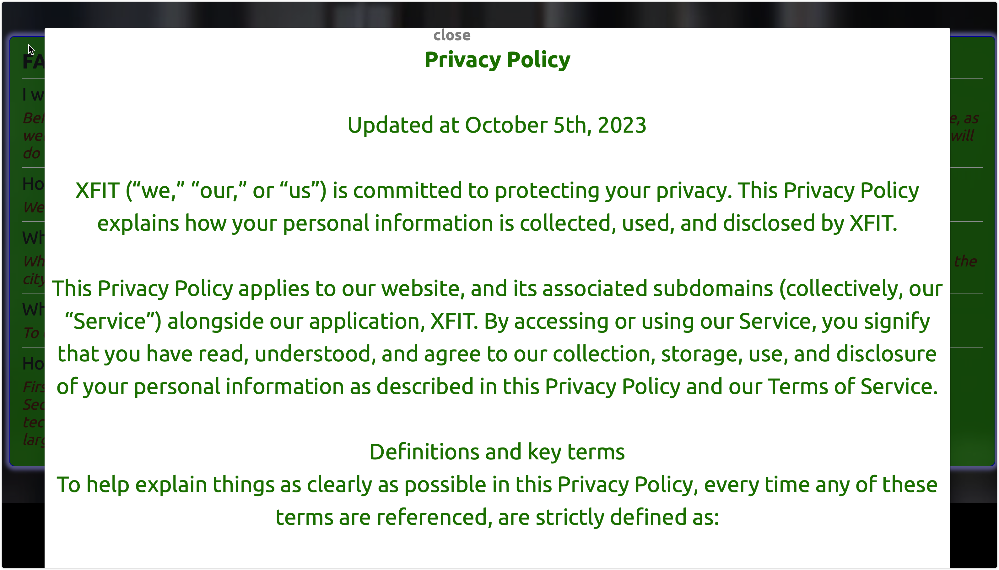 close
Privacy Policy
Updated at October 5th, 2023
XFIT (“we,” “our,” or “us”) is committed to protecting your privacy. This Privacy Policy
explains how your personal information is collected, used, and disclosed by XFIT.
This Privacy Policy applies to our website, and its associated subdomains (collectively, our
“Service”) alongside our application, XFIT. By accessing or using our Service, you signify
that you have read, understood, and agree to our collection, storage, use, and disclosure
of your personal information as described in this Privacy Policy and our Terms of Service.
Definitions and key terms
To help explain things as clearly as possible in this Privacy Policy, every time any of these
terms are referenced, are strictly defined as:
I
as
will
do
the
city
To